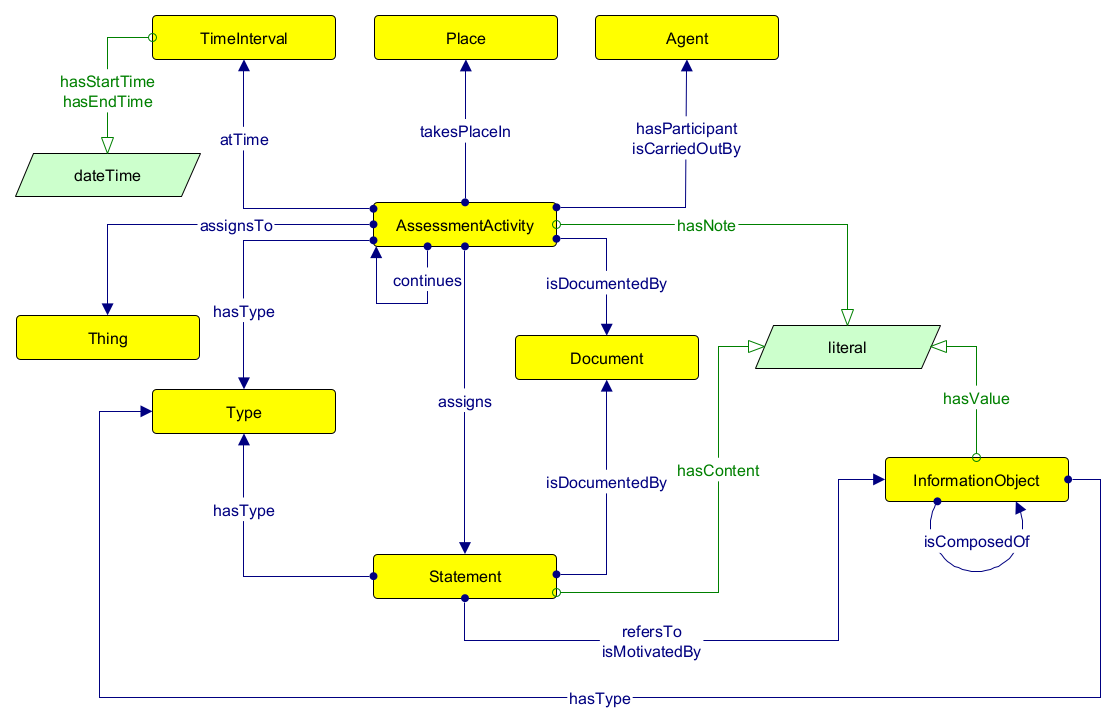 TimeInterval
Place
Agent
hasStartTime
hasEndTime
atTime
takesPlaceIn
hasParticipant
isCarriedOutBy
dateTime
assignsTo
AssessmentActivity
hasNote
continues
isDocumentedBy
hasType
Thing
Document
literal
Type
assigns
hasValue
hasContent
isDocumentedBy
InformationObject
hasType
isComposedOf
Statement
refersTo
isMotivatedBy
hasType